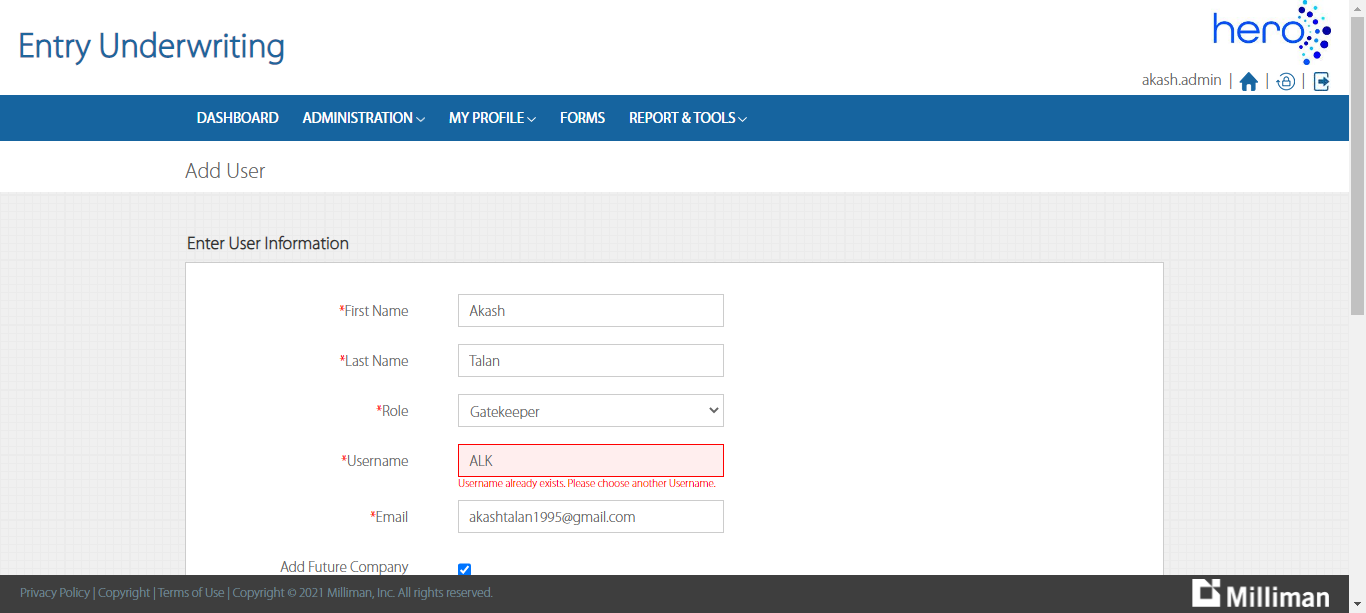 Entry Underwriting
hero
akash.admin | | |
DASHBOARD ADMINISTRATION MY PROFILE FORMS REPORT & TOOLS
Add User
Enter User Information
*First Name Akash
*Last Name Talan
*Role Gatekeeper
*Username ALK
Username already exists. Please choose another Username.
*Email akashtalan1995@gmail.com
Add Future Company
Privacy Policy | Copyright | Terms of Use | Copyright © 2021 Milliman, Inc. All rights reserved.
Milliman